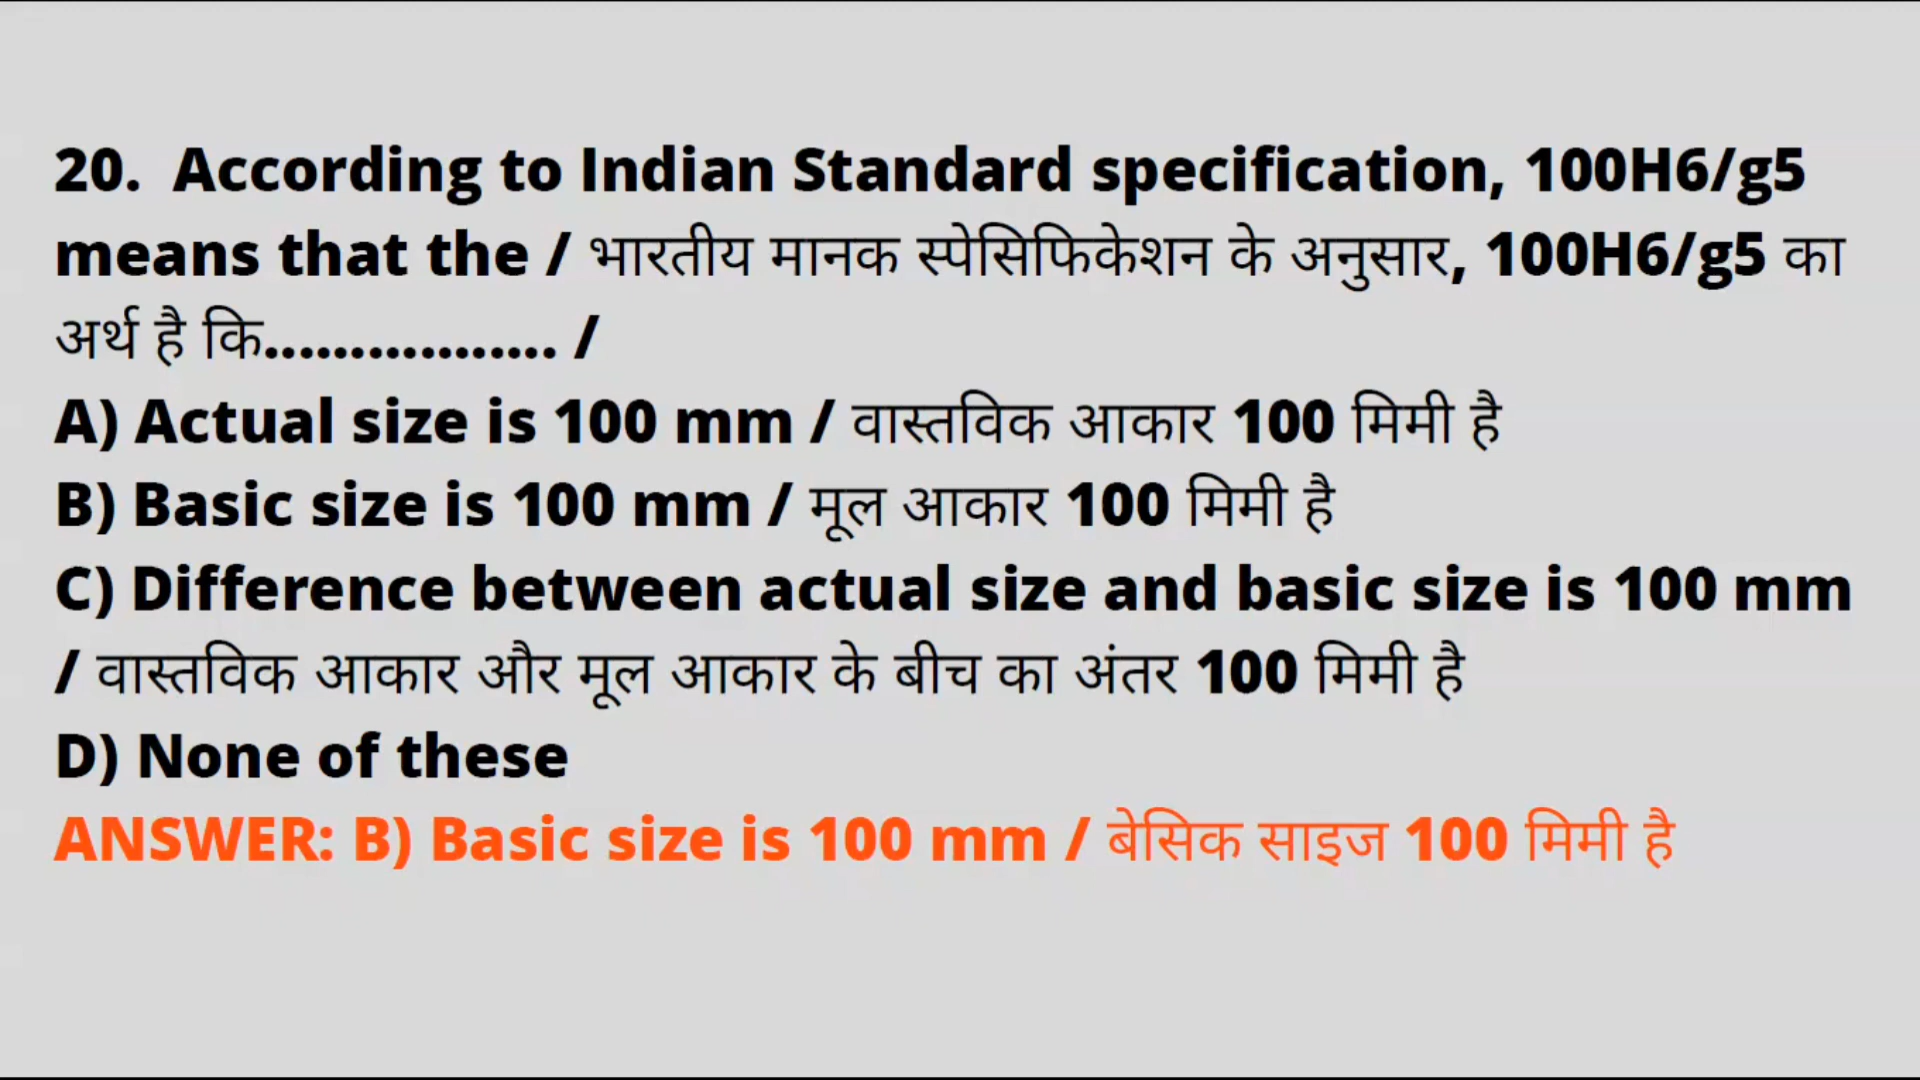 20. According to Indian Standard specification, 100H6/g5
means that the / भारतीय मानक स्पेसिफिकेशन के अनुसार, 100H6/g5 का
अर्थ है कि................. /
A) Actual size is 100 mm / वास्तविक आकार 100 मिमी है
B) Basic size is 100 mm / मूल आकार 100 मिमी है
C) Difference between actual size and basic size is 100 mm
/ वास्तविक आकार और मूल आकार के बीच का अंतर 100 मिमी है
D) None of these
ANSWER: B) Basic size is 100 mm / बेसिक साइज 100 मिमी है